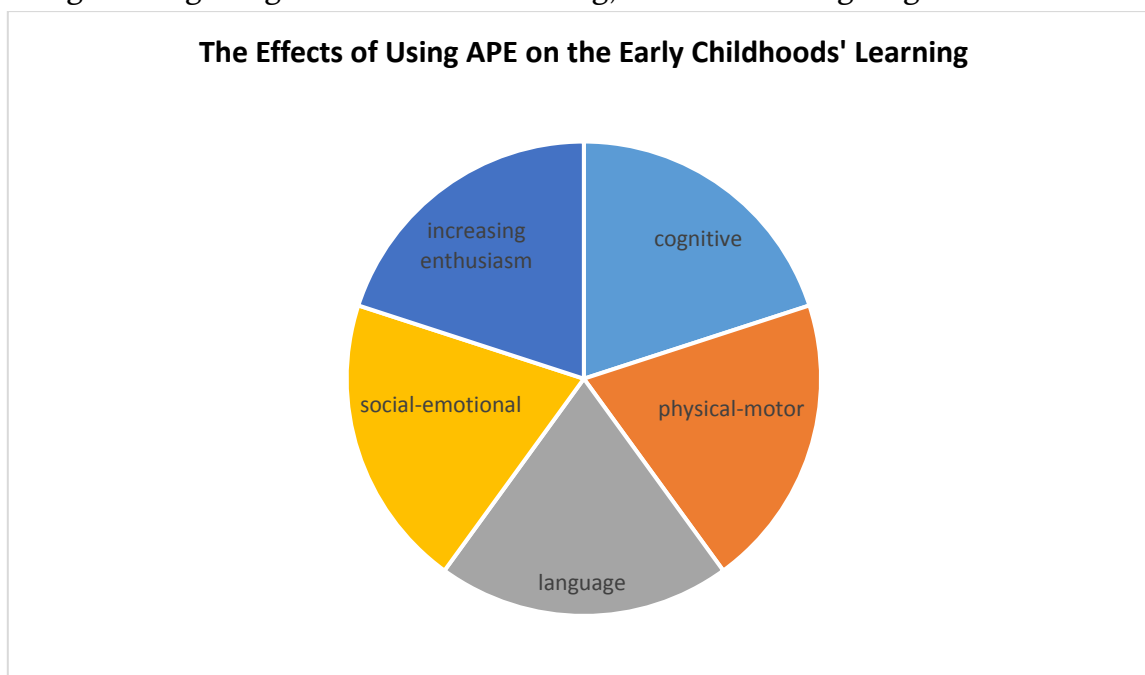 The Effects of Using APE on the Early Childhoods' Learning
increasing
enthusiasm
cognitive
social-emotional
physical-motor
language